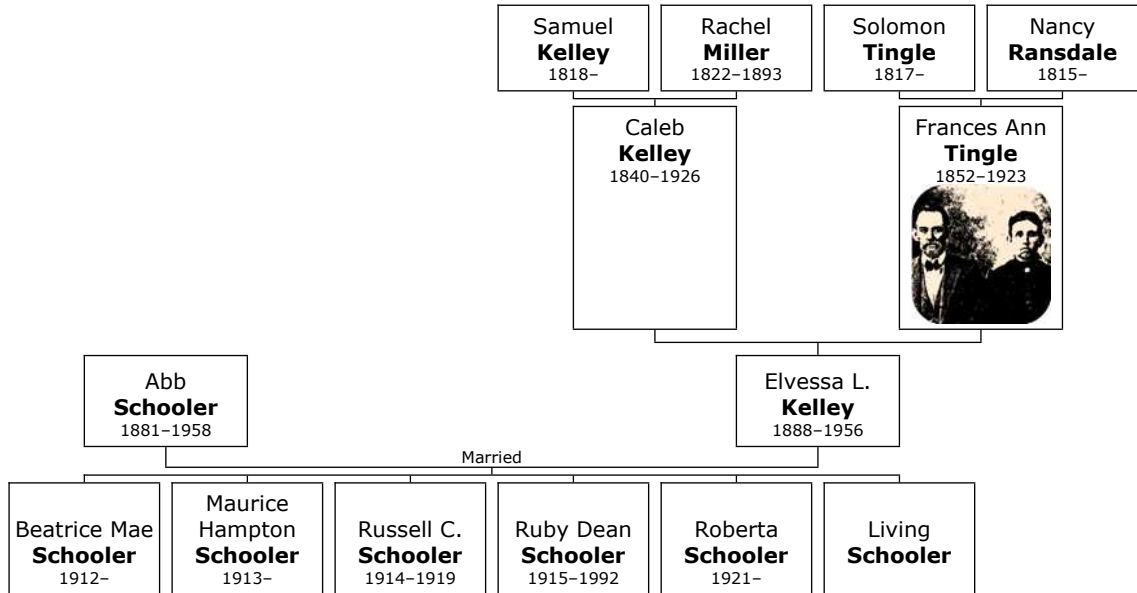 Samuel
Kelley
1818–
Rachel
Miller
1822–1893
Solomon
Tingle
1817–
Nancy
Ransdale
1815–
Caleb
Kelley
1840–1926
Frances Ann
Tingle
1852–1923
Abb
Schooler
1881–1958
Elvessa L.
Kelley
1888–1956
Married
Beatrice Mae
Schooler
1912–
Maurice
Hampton
Schooler
1913–
Russell C.
Schooler
1914–1919
Ruby Dean
Schooler
1915–1992
Roberta
Schooler
1921–
Living
Schooler